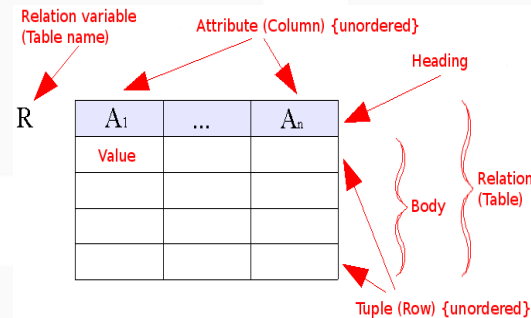 Relation variable
(Table name)
Attribute (Column) {unordered}
Heading
R
A1 ... An
Value
Body
Relation
(Table)
Tuple (Row) {unordered}